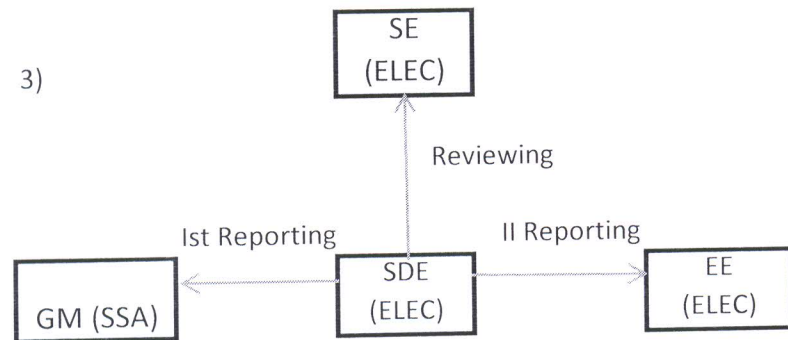 SE
(ELEC)
3)
Reviewing
Ist Reporting
II Reporting
GM (SSA)
SDE
(ELEC)
EE
(ELEC)